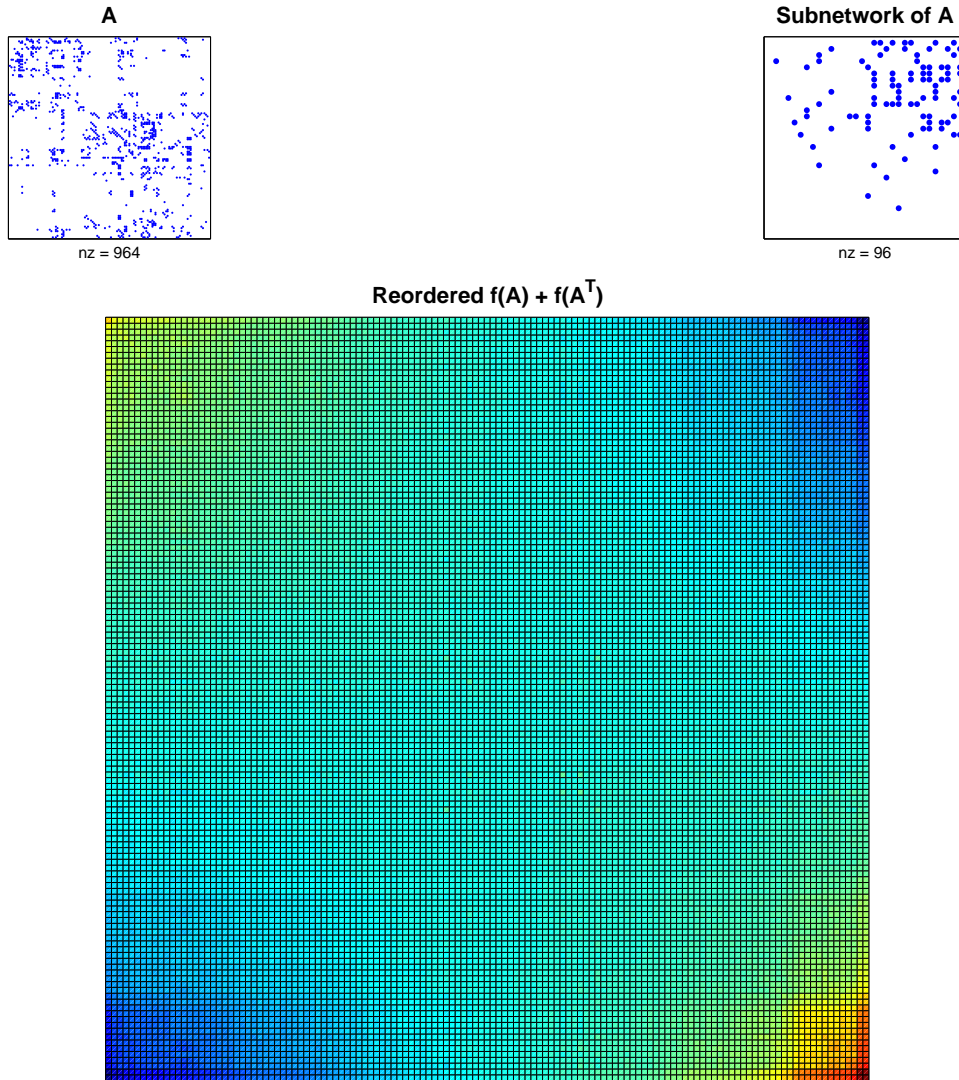 A
Subnetwork of A
nz = 964
nz = 96
Reordered f(A) + f(A^T)